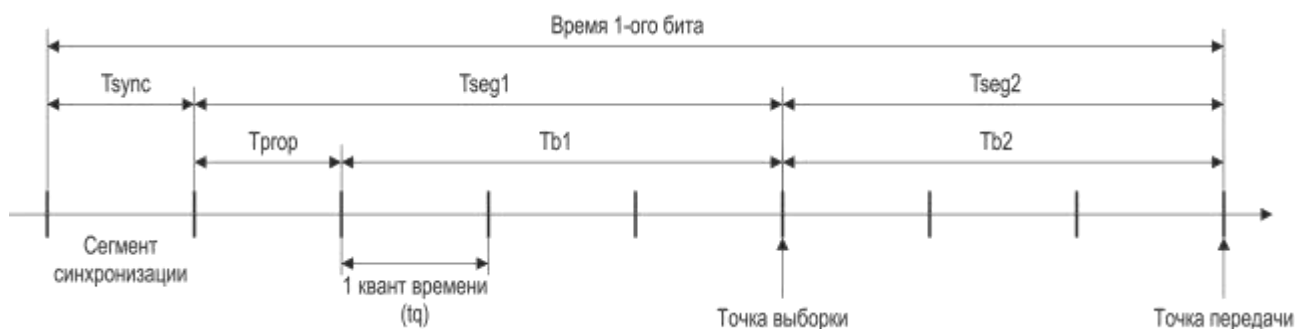 Время 1-ого бита
Tsync
Tseg1
Tseg2
Tprop
Tb1
Tb2
Сегмент
синхронизации
1 квант времени
(tq)
Точка выборки
Точка передачи